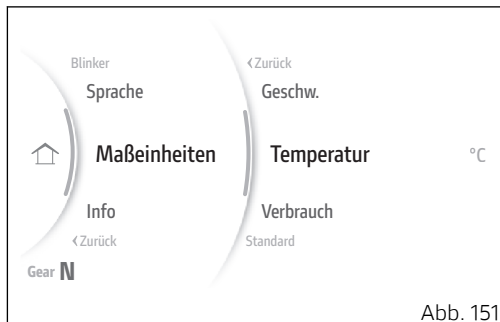 Blinker
Sprache
Maßeinheiten
Info
‹Zurück
Gear N
‹Zurück
Geschw.
Temperatur °C
Verbrauch
Standard
Abb. 151